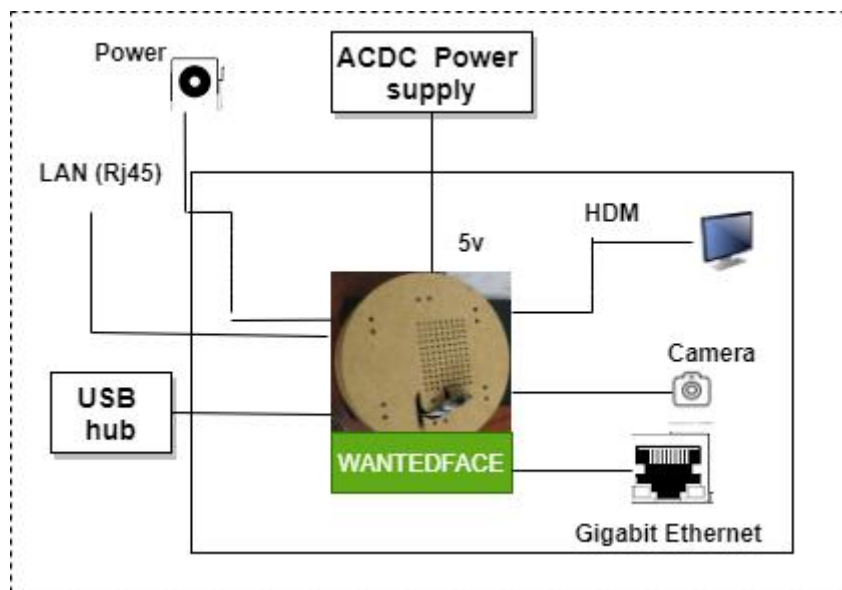 Power
ACDC Power
supply
LAN (Rj45)
HDM
5v
Camera
USB
hub
WANTEDFACE
Gigabit Ethernet